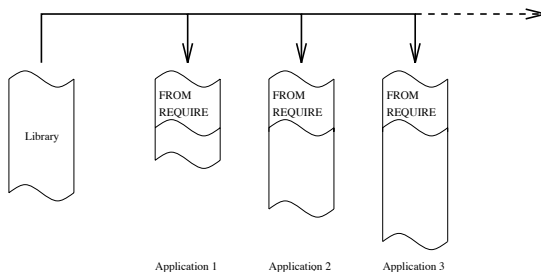 FROM
REQUIRE
FROM
REQUIRE
FROM
REQUIRE
Library
Application 1
Application 2
Application 3